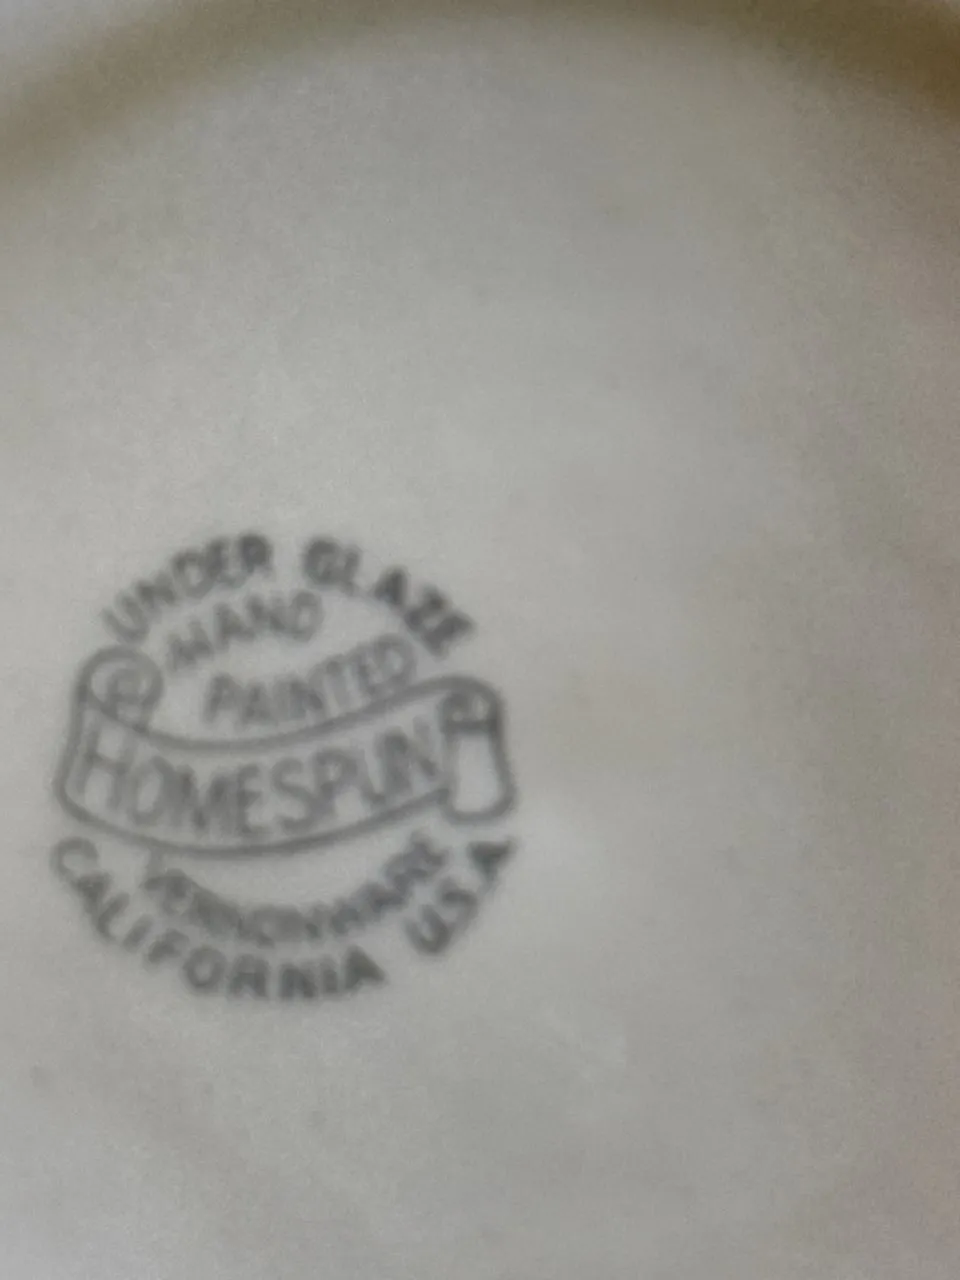 UNDER GLAZE
HAND
PAINTED
HOMESPUN
VERNONWARE
CALIFORNIA U.S.A